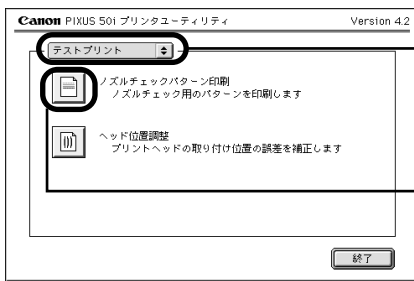 Canon PIXUS 50i プリンタユーティリティ Version 4.2
テストプリント
ノズルチェックパターン印刷
ノズルチェック用のパターンを印刷します
ヘッド位置調整
プリントヘッドの取り付け位置の誤差を補正します
終了